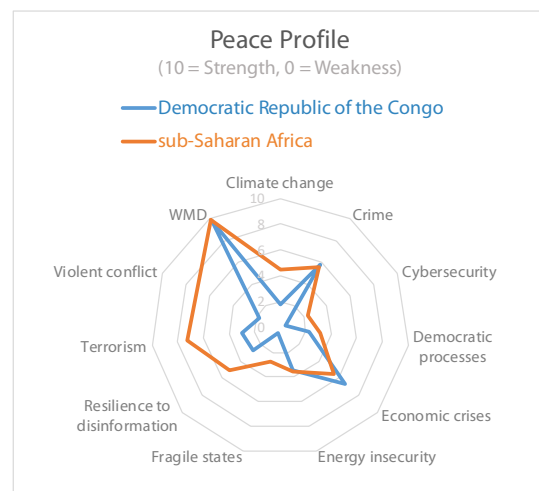 Peace Profile
(10 = Strength, 0 = Weakness)
Democratic Republic of the Congo
sub-Saharan Africa
Climate change
10
8
6
4
2
0
Crime
Cybersecurity
Democratic
processes
Economic crises
Energy insecurity
Fragile states
Resilience to
disinformation
Terrorism
Violent conflict
WMD